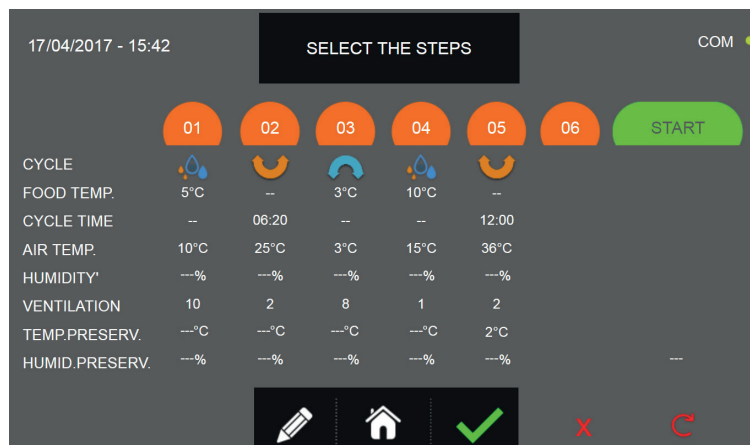 17/04/2017 - 15:42 SELECT THE STEPS COM
01 02 03 04 05 06 START
CYCLE
FOOD TEMP. 5°C -- 3°C 10°C --
CYCLE TIME -- 06:20 -- -- 12:00
AIR TEMP. 10°C 25°C 3°C 15°C 36°C
HUMIDITY' ---% ---% ---% ---% ---%
VENTILATION 10 2 8 1 2
TEMP.PRESERV. ---°C ---°C ---°C ---°C 2°C
HUMID.PRESERV. ---% ---% ---% ---% ---% ---
X